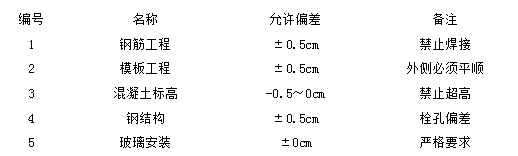 编号 名称 允许偏差 备注
1 钢筋工程 ±0.5cm 禁止焊接
2 模板工程 ±0.5cm 外侧必须平顺
3 混凝土标高 -0.5～0cm 禁止超高
4 钢结构 ±0.5cm 栓孔偏差
5 玻璃安装 ±0cm 严格要求